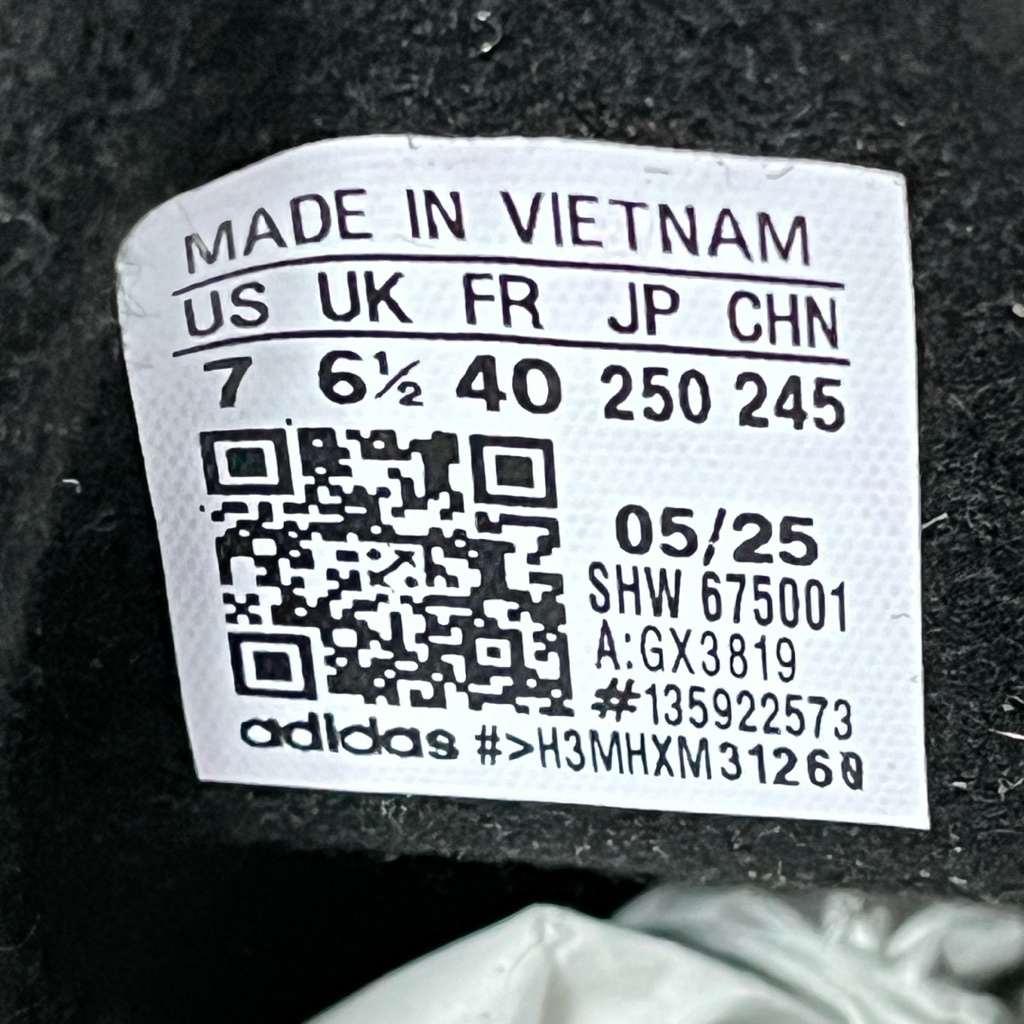 MADE IN VIETNAM
US UK FR JP CHN
7 6½ 40 250 245
05/25
SHW 675001
A:GX3819
#135922573
adidas #>H3MHXM31260